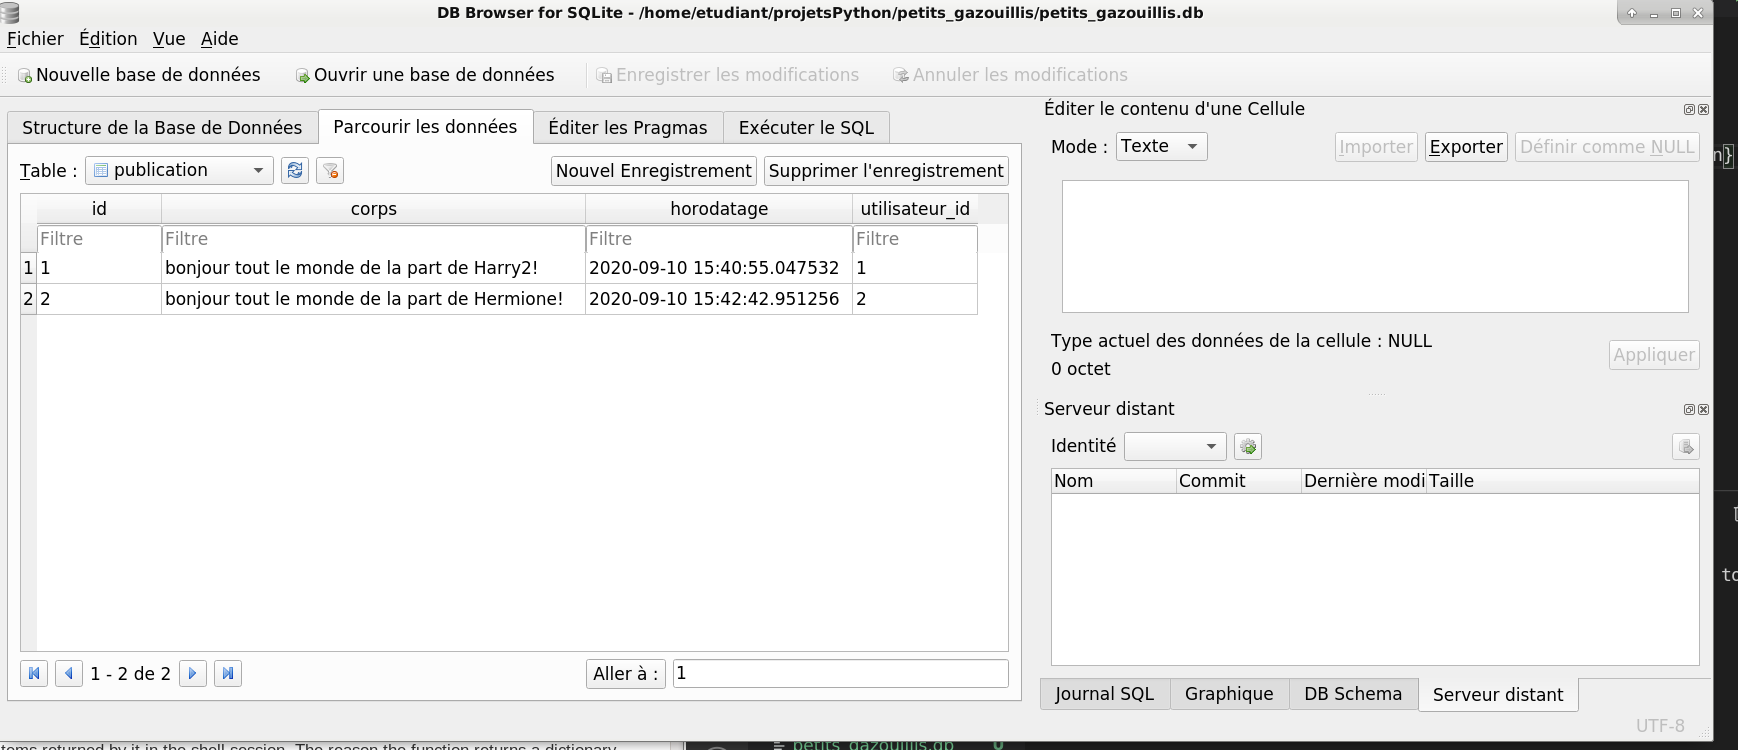 DB Browser for SQLite - /home/etudiant/projetsPython/petits_gazouillis/petits_gazouillis.db
Fichier Édition Vue Aide
Nouvelle base de données Ouvrir une base de données Enregistrer les modifications Annuler les modifications
Structure de la Base de Données Parcourir les données Éditer les Pragmas Exécuter le SQL
Table : publication Nouvel Enregistrement Supprimer l'enregistrement
id corps horodatage utilisateur_id
Filtre Filtre Filtre Filtre
1 1 bonjour tout le monde de la part de Harry2! 2020-09-10 15:40:55.047532 1
2 2 bonjour tout le monde de la part de Hermione! 2020-09-10 15:42:42.951256 2
1 - 2 de 2 Aller à : 1
Éditer le contenu d'une Cellule
Mode : Texte Importer Exporter Définir comme NULL
n}
Type actuel des données de la cellule : NULL
0 octet
Appliquer
Serveur distant
Identité
Nom Commit Dernière modi Taille
to
Journal SQL Graphique DB Schema Serveur distant
UTF-8
toms returned by it in the shell session. The reason the function returns a dictionary
petits_gazouillis.db